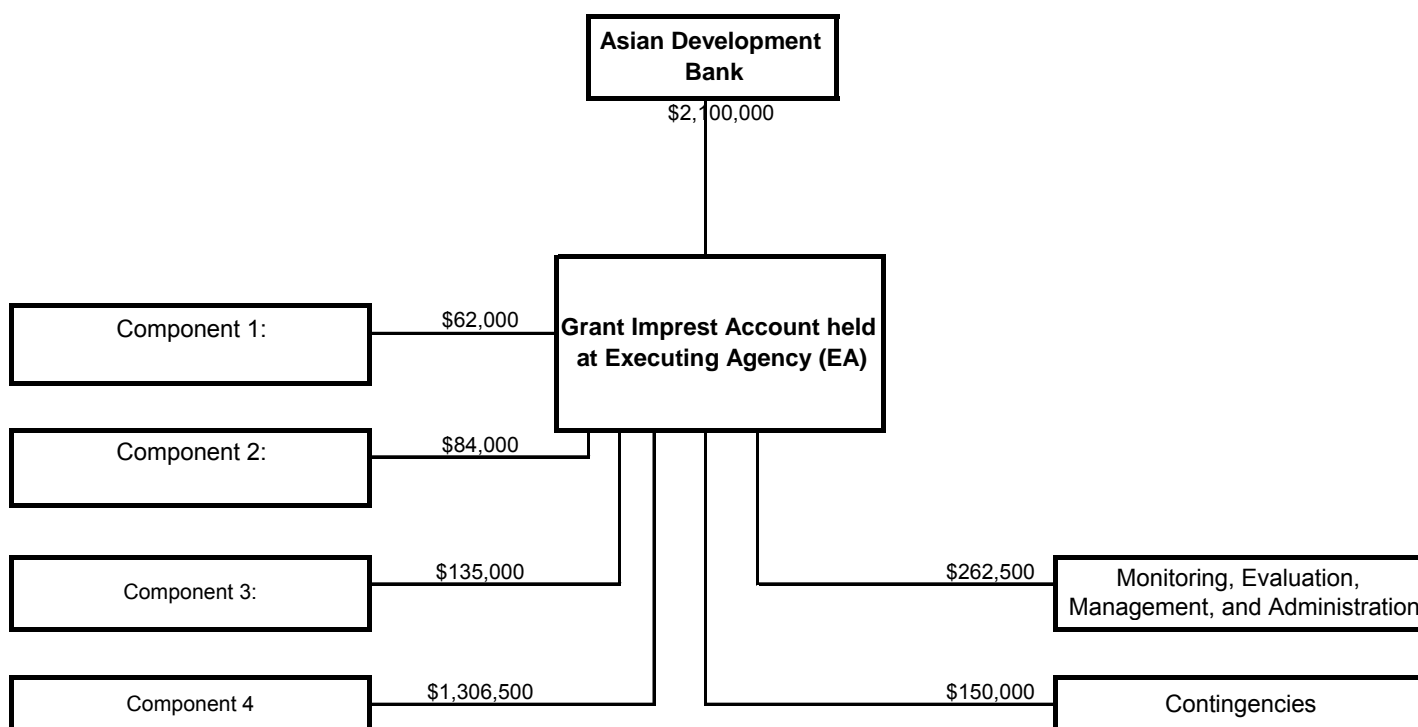 Asian Development
Bank
$2,100,000
Component 1:
$62,000
Grant Imprest Account held
at Executing Agency (EA)
Component 2:
$84,000
Component 3:
$135,000
$262,500
Monitoring, Evaluation,
Management, and Administration
Component 4
$1,306,500
$150,000
Contingencies